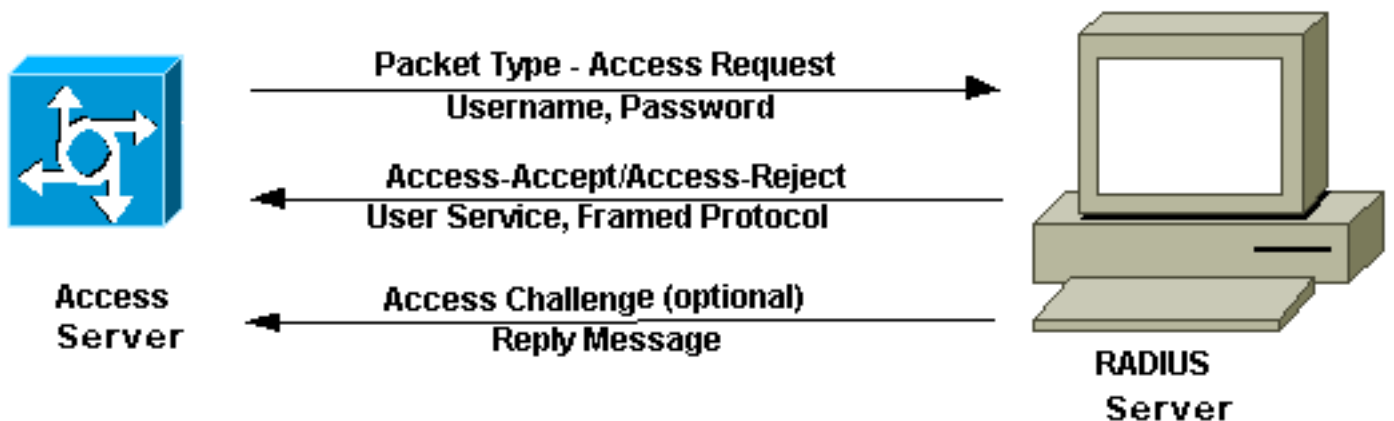 Packet Type - Access Request
Username, Password
Access-Accept/Access-Reject
User Service, Framed Protocol
Access Challenge (optional)
Reply Message
Access
Server
RADIUS
Server